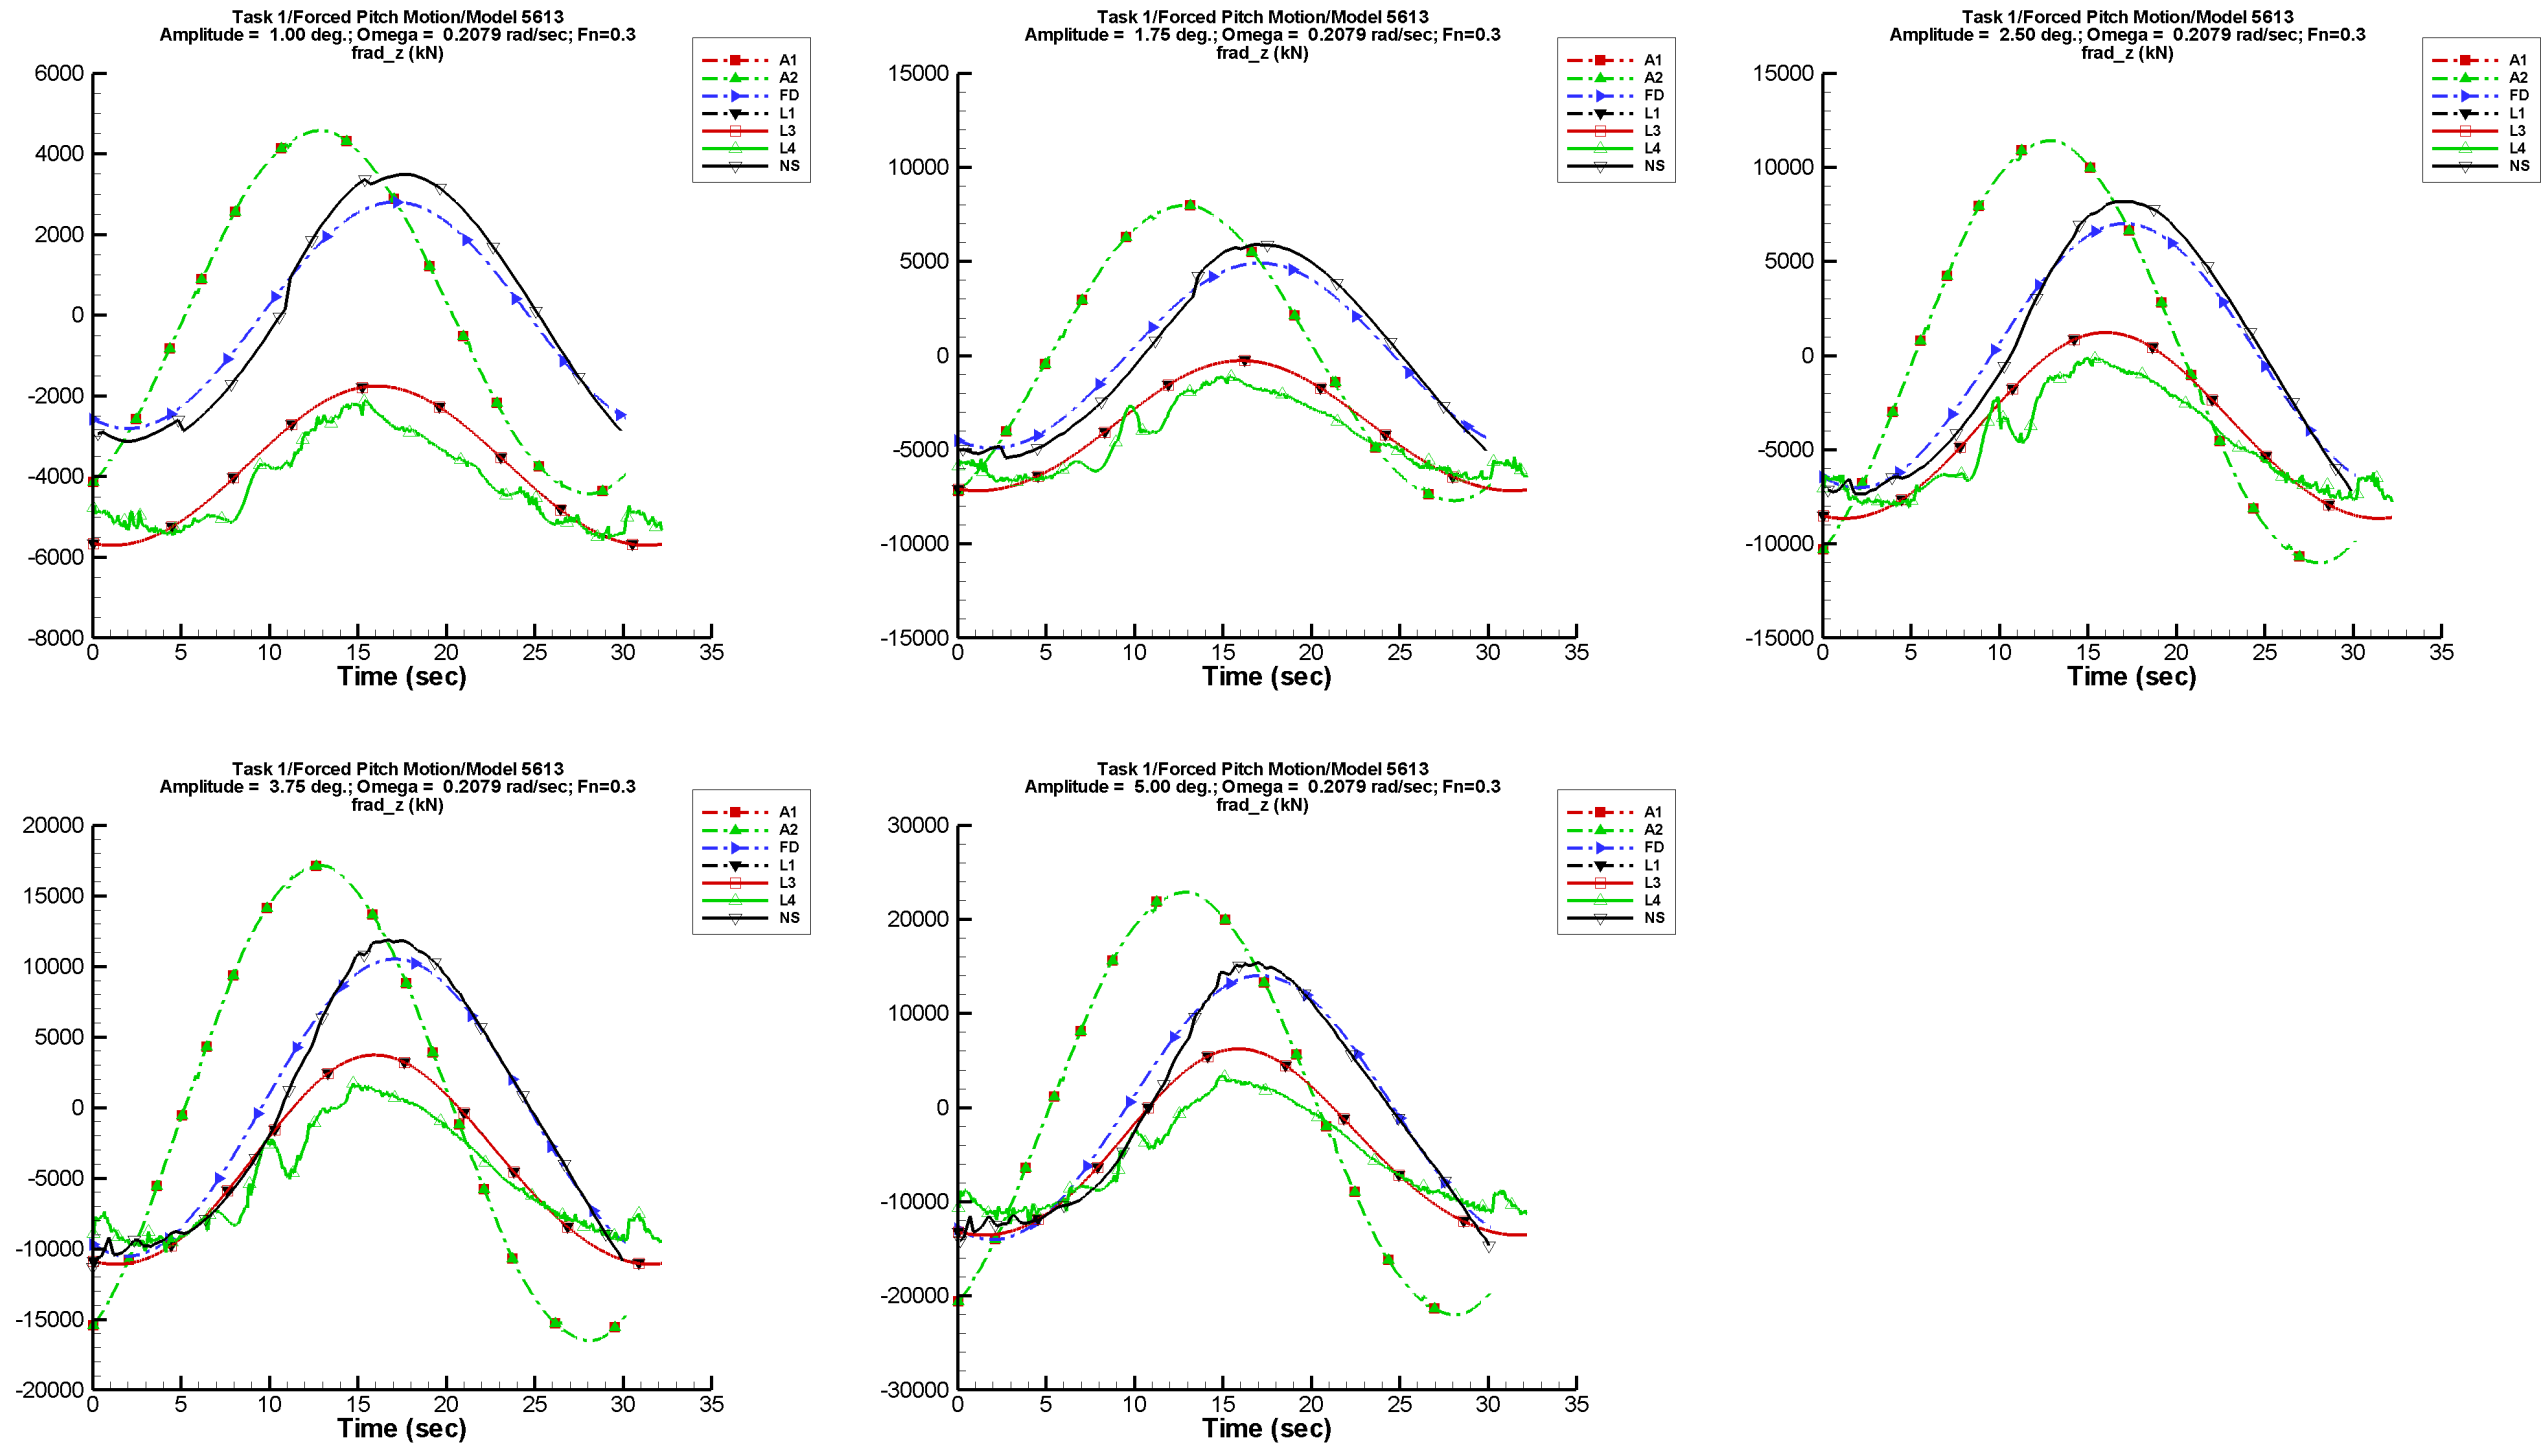 Task 1/Forced Pitch Motion/Model 5613
Amplitude = 1.00 deg.; Omega = 0.2079 rad/sec; Fn=0.3
frad_z (kN)
A1
A2
FD
L1
L3
L4
NS
6000
4000
2000
0
-2000
-4000
-6000
-8000
0 5 10 15 20 25 30 35
Time (sec)
Task 1/Forced Pitch Motion/Model 5613
Amplitude = 1.75 deg.; Omega = 0.2079 rad/sec; Fn=0.3
frad_z (kN)
A1
A2
FD
L1
L3
L4
NS
15000
10000
5000
0
-5000
-10000
-15000
0 5 10 15 20 25 30 35
Time (sec)
Task 1/Forced Pitch Motion/Model 5613
Amplitude = 2.50 deg.; Omega = 0.2079 rad/sec; Fn=0.3
frad_z (kN)
A1
A2
FD
L1
L3
L4
NS
15000
10000
5000
0
-5000
-10000
-15000
0 5 10 15 20 25 30 35
Time (sec)
Task 1/Forced Pitch Motion/Model 5613
Amplitude = 3.75 deg.; Omega = 0.2079 rad/sec; Fn=0.3
frad_z (kN)
A1
A2
FD
L1
L3
L4
NS
20000
15000
10000
5000
0
-5000
-10000
-15000
-20000
0 5 10 15 20 25 30 35
Time (sec)
Task 1/Forced Pitch Motion/Model 5613
Amplitude = 5.00 deg.; Omega = 0.2079 rad/sec; Fn=0.3
frad_z (kN)
A1
A2
FD
L1
L3
L4
NS
30000
20000
10000
0
-10000
-20000
-30000
0 5 10 15 20 25 30 35
Time (sec)